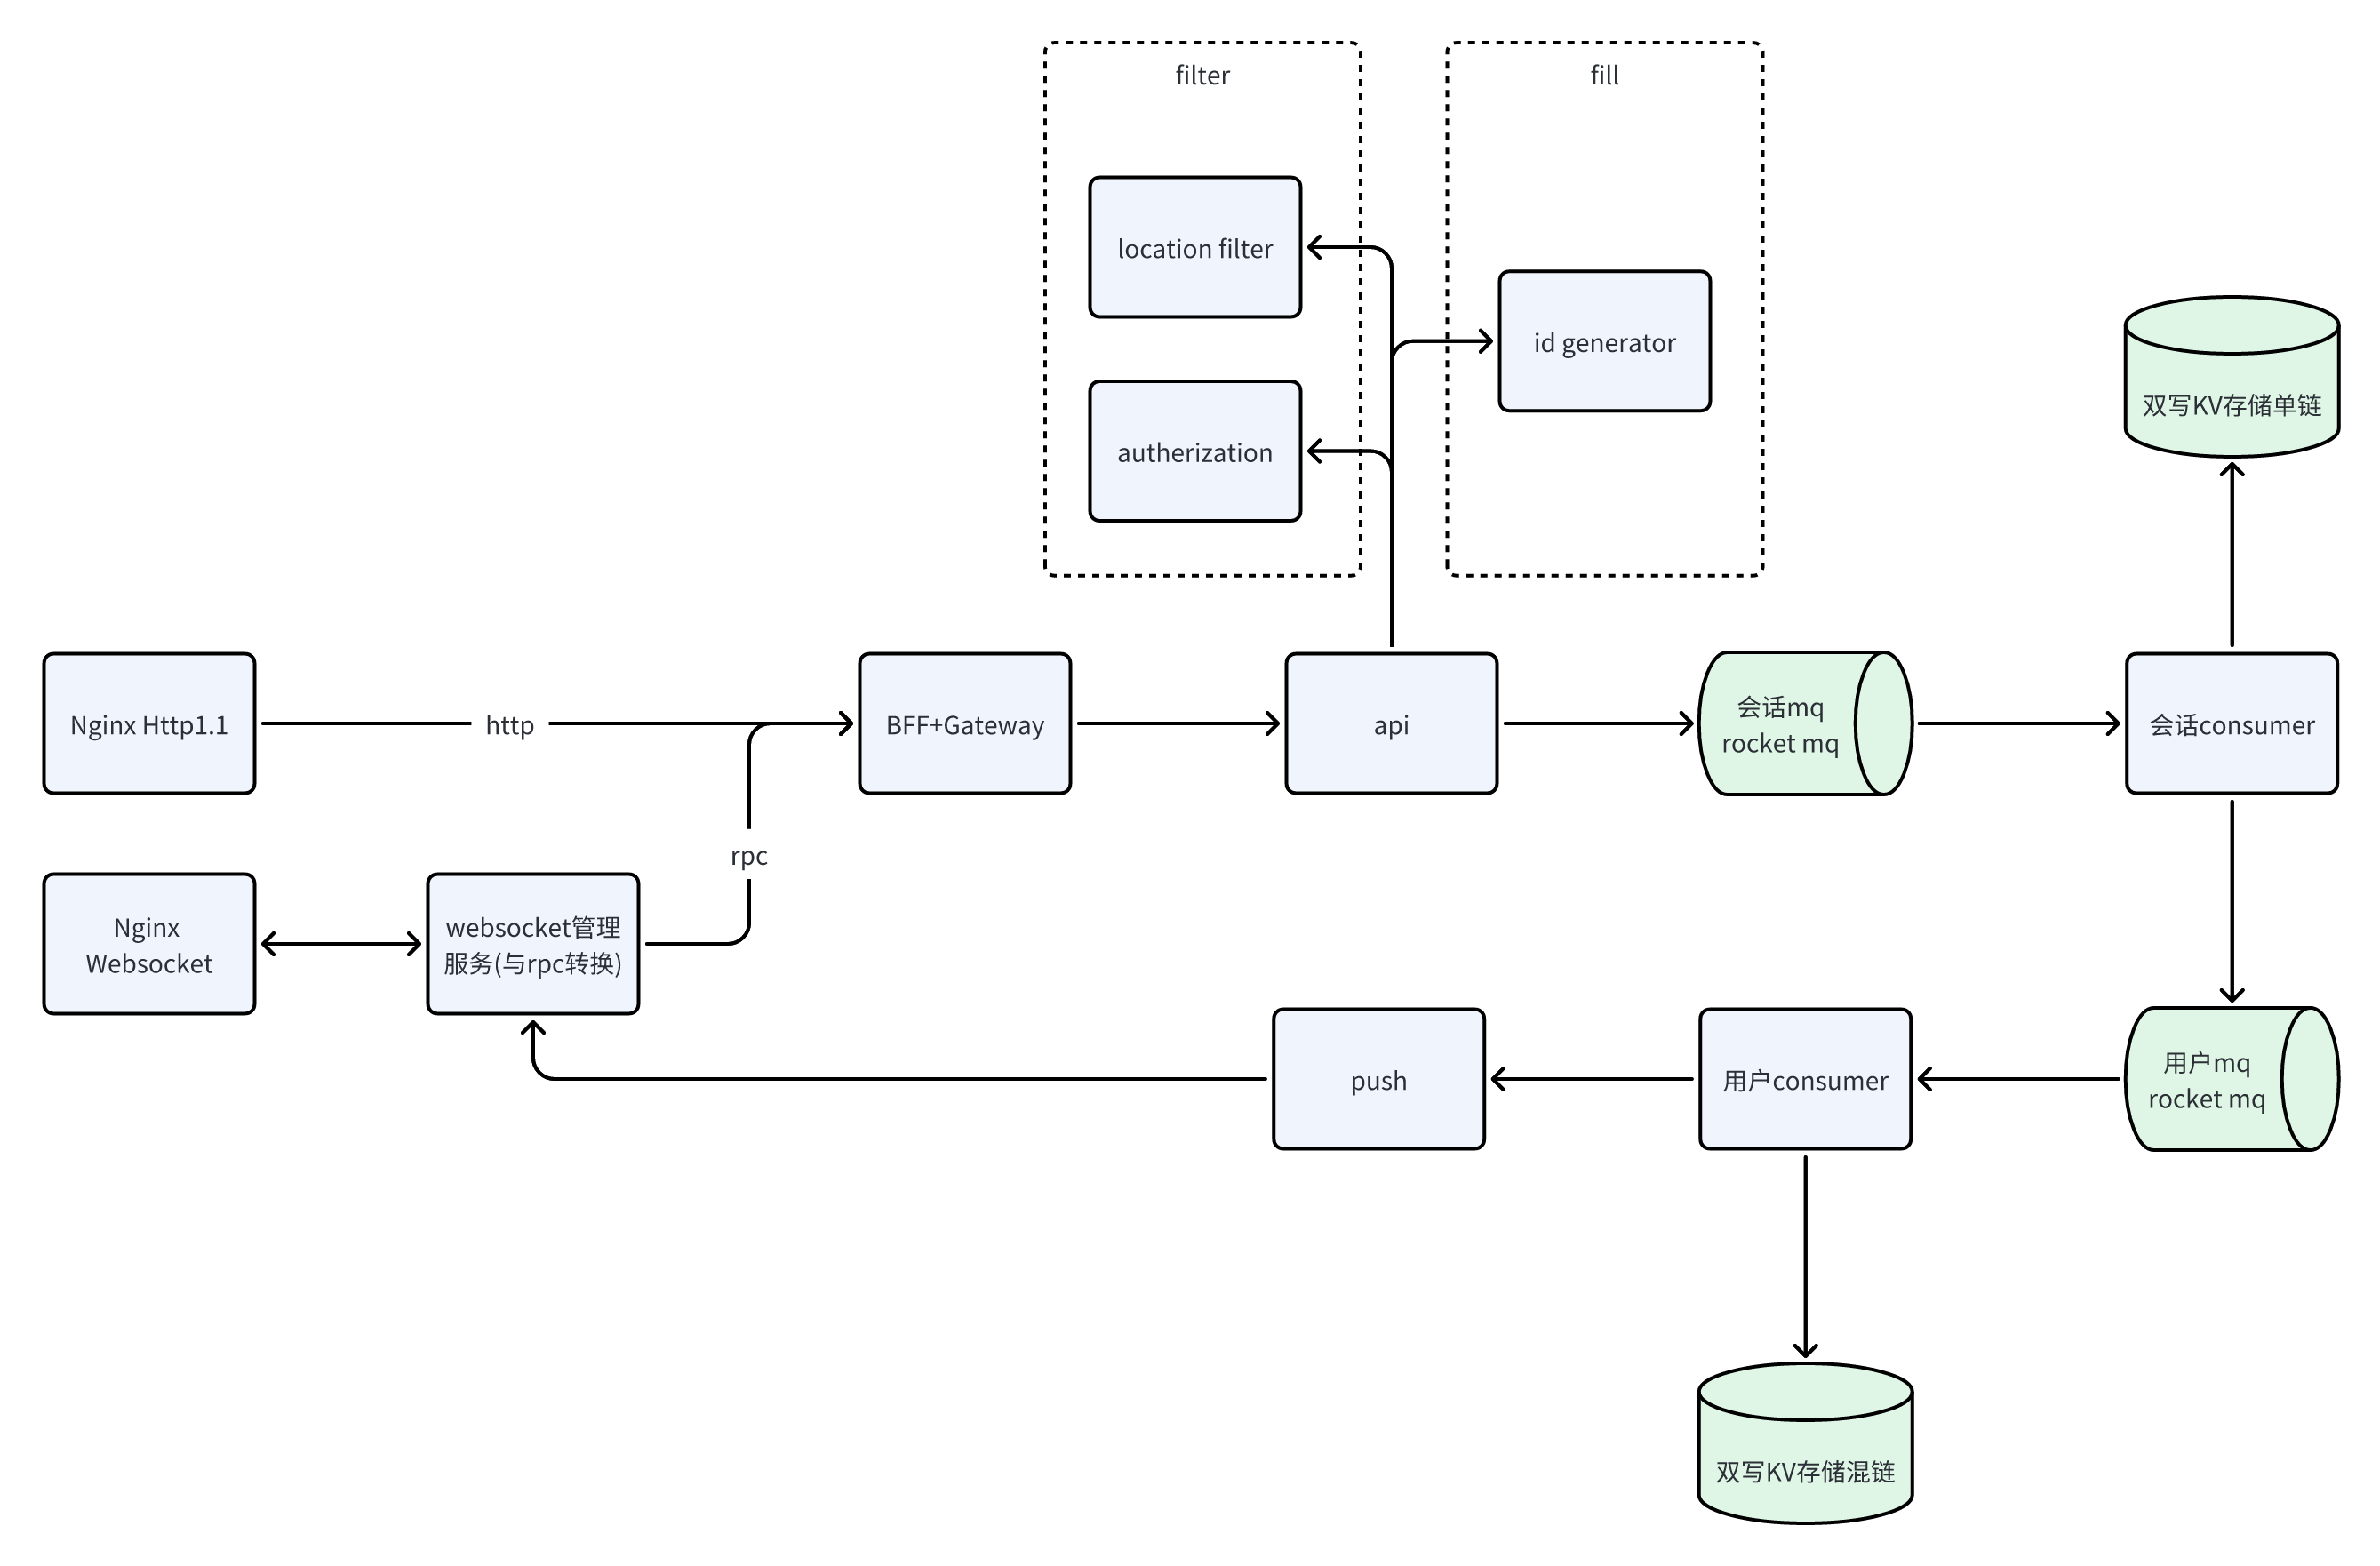 filter
fill
location filter
id generator
autherization
双写KV存储单链
Nginx Http1.1
http
BFF+Gateway
api
会话mq
rocket mq
会话consumer
rpc
Nginx
Websocket
websocket管理
服务(与rpc转换)
push
用户consumer
用户mq
rocket mq
双写KV存储混链